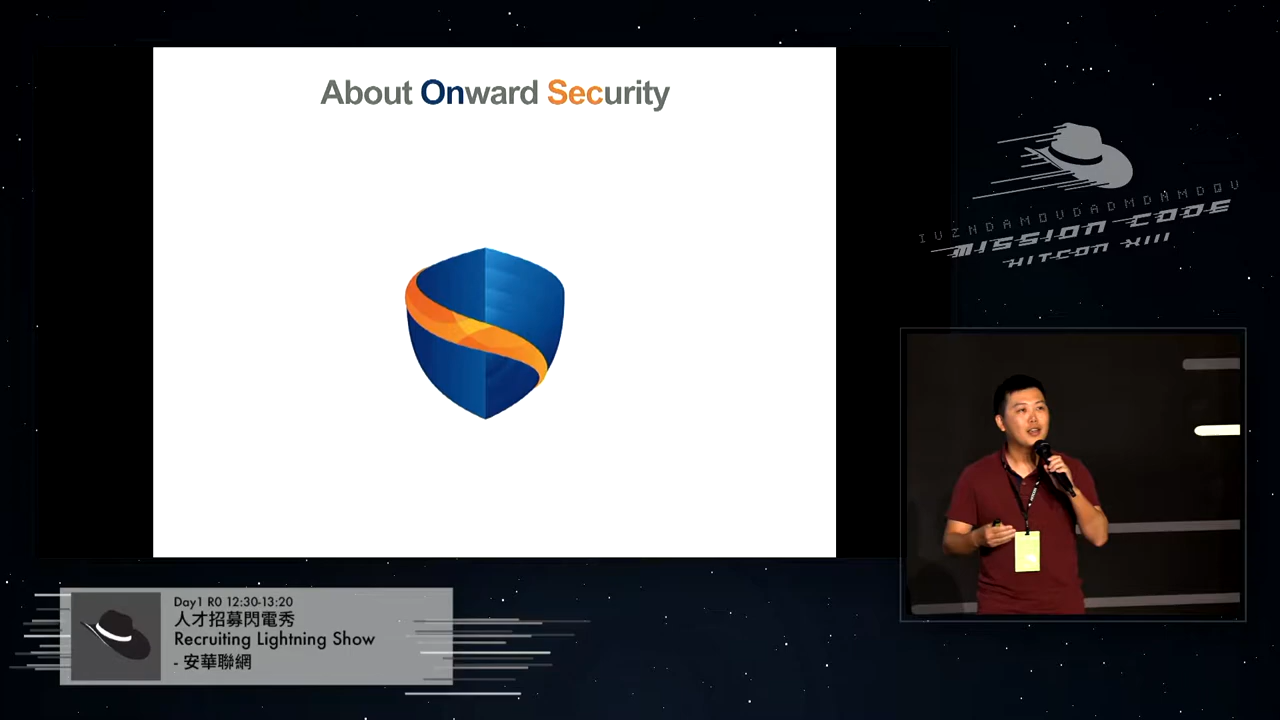 About Onward Security
IVZNDAMOVDADMDNMDQV
MISSION CODE
HITCON XIII
Day1 R0 12:30-13:20
人才招募閃電秀
Recruiting Lightning Show
- 安華聯網